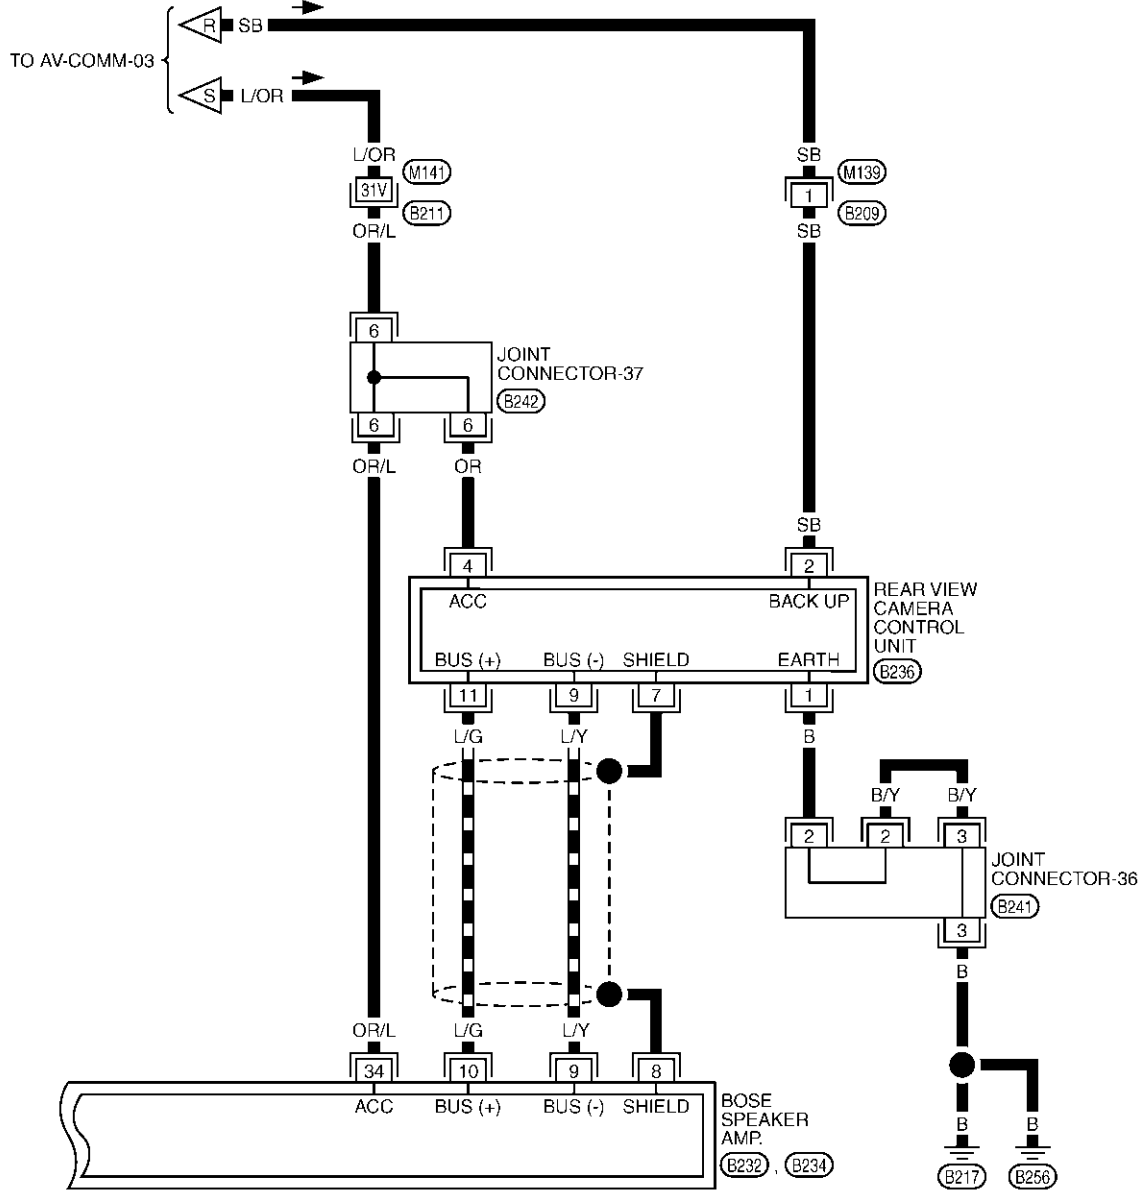 R SB
TO AV-COMM-03
S L/OR
L/OR SB
M141 M139
31V 1
B211 B209
OR/L SB
6
JOINT
CONNECTOR-37
B242
6 6
OR/L OR
SB
4 2
ACC BACK UP
REAR VIEW
CAMERA
CONTROL
UNIT
B236
BUS (+) BUS (-) SHIELD EARTH
11 9 7 1
L/G L/Y B
B/Y B/Y
2 2 3
JOINT
CONNECTOR-36
B241
3
B
OR/L L/G L/Y
34 10 9 8
ACC BUS (+) BUS (-) SHIELD
BOSE
SPEAKER
AMP.
B232 , B234
B B
B217 B256